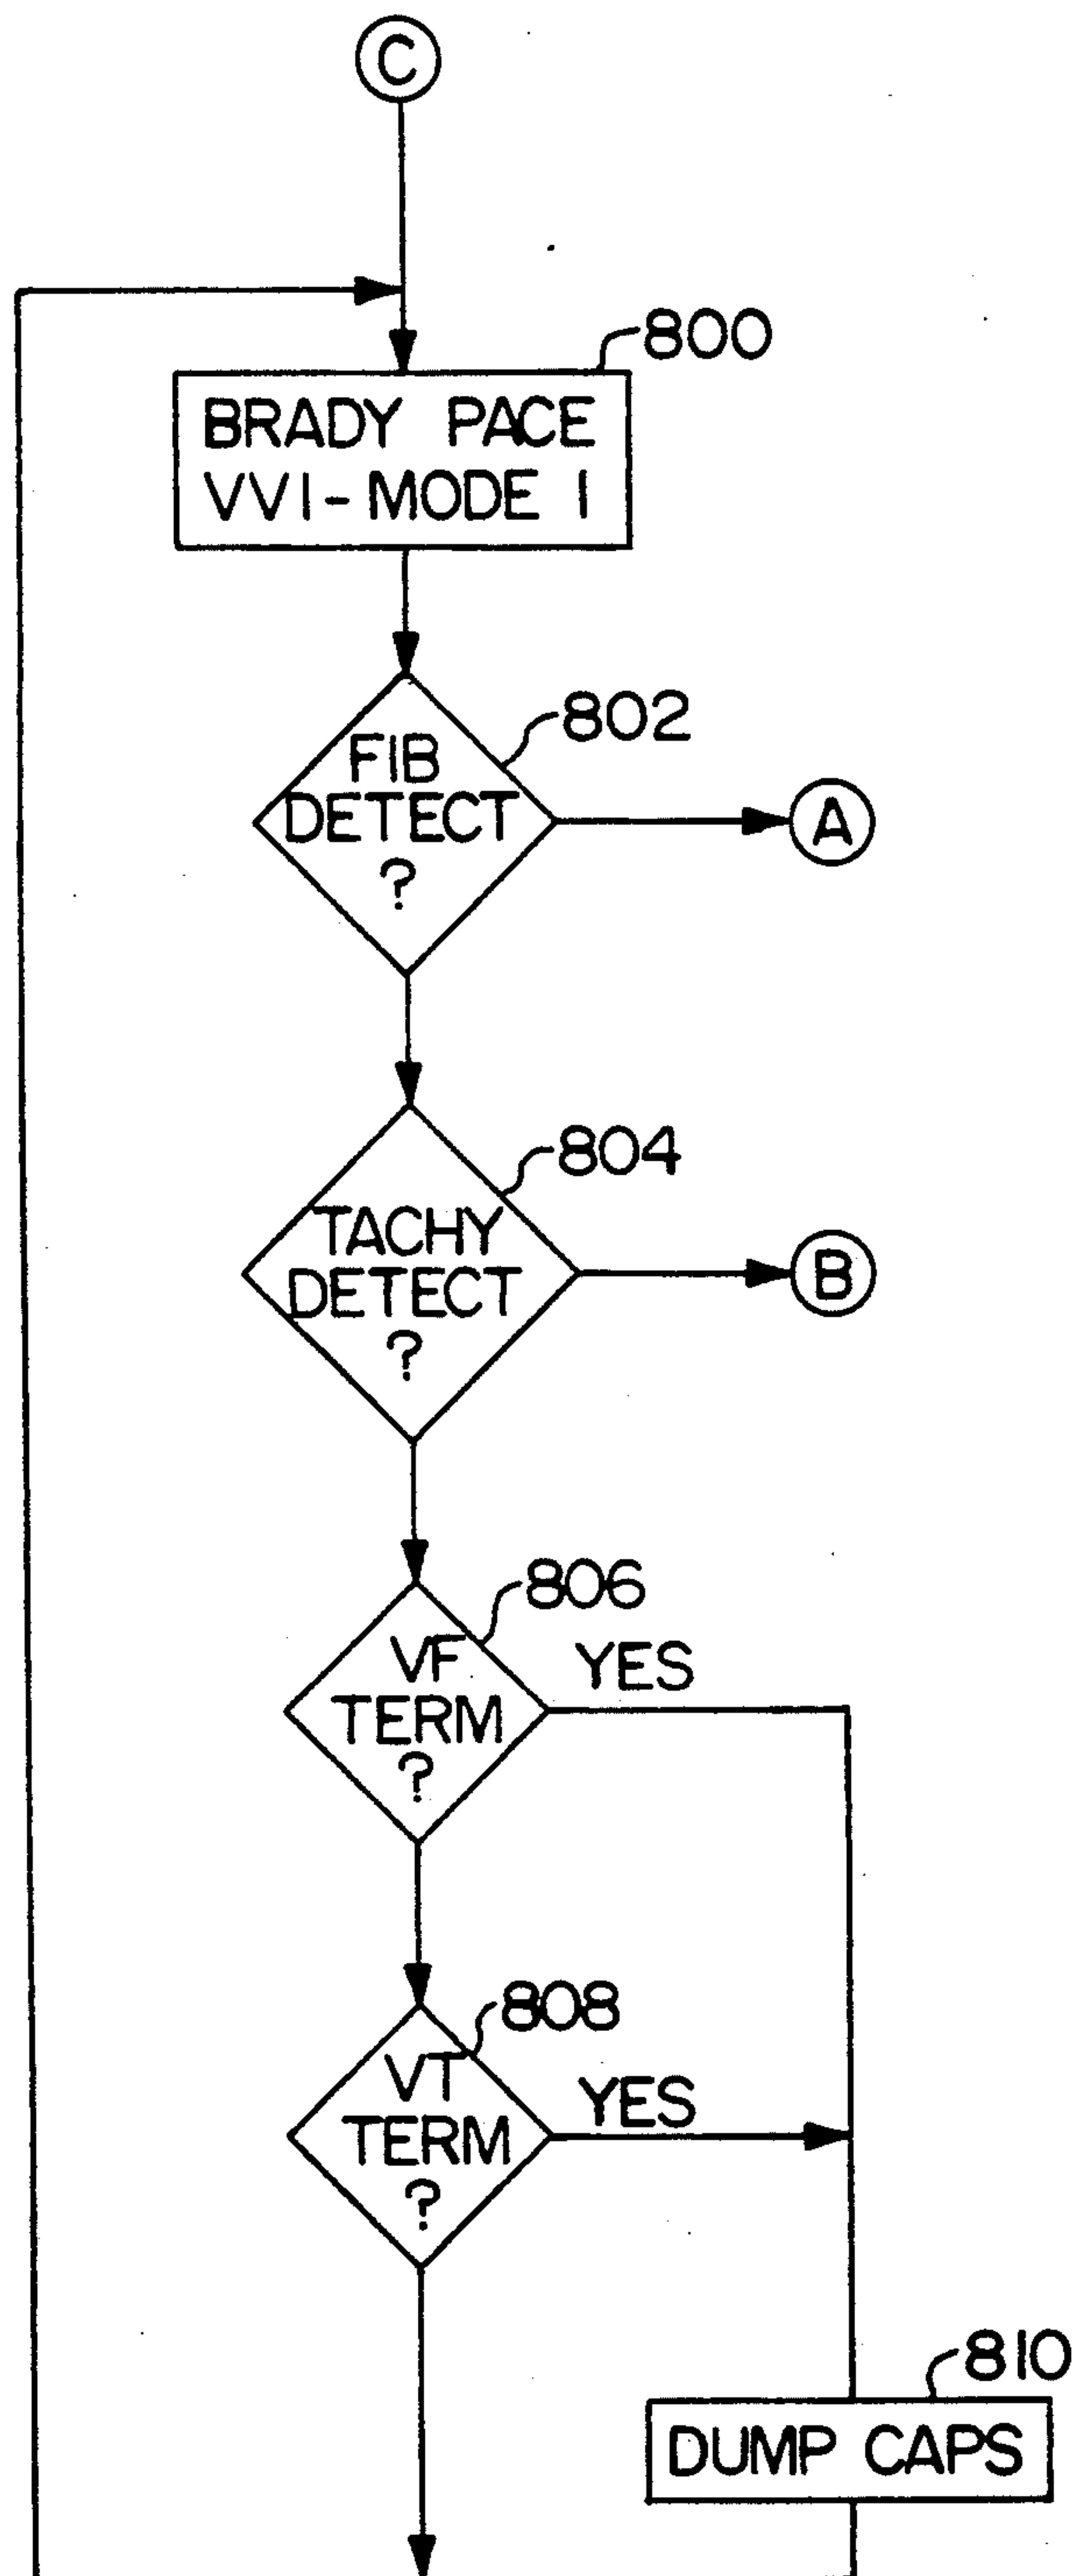 C
800
BRADY PACE
VVI-MODE 1
802
FIB
DETECT
?
A
804
TACHY
DETECT
?
B
806
VF
TERM
?
YES
808
VT
TERM
?
YES
810
DUMP CAPS